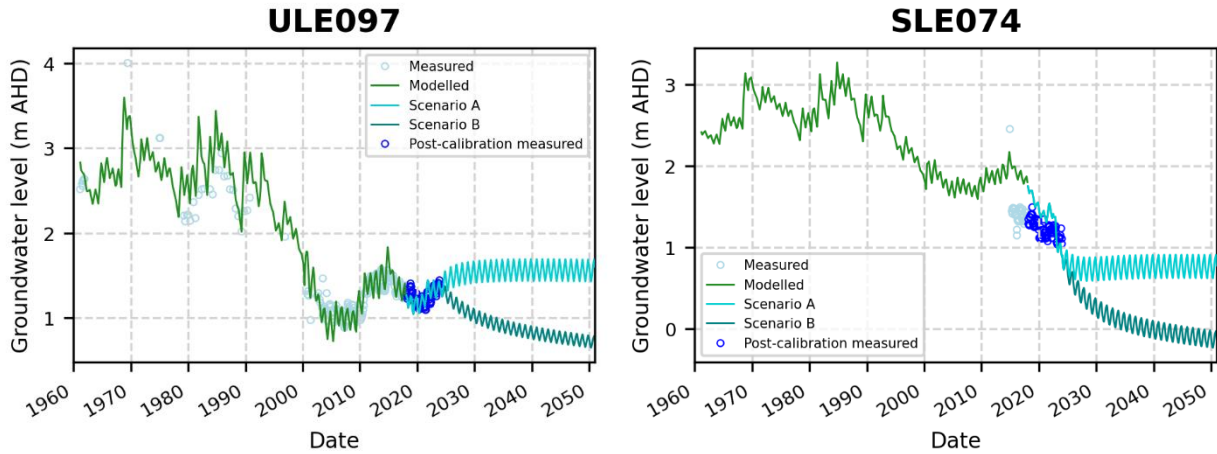 ULE097
Groundwater level (m AHD)
4
3
2
1
Measured
Modelled
Scenario A
Scenario B
Post-calibration measured
1960
1970
1980
1990
2000
2010
2020
2030
2040
2050
Date
SLE074
Groundwater level (m AHD)
3
2
1
0
Measured
Modelled
Scenario A
Scenario B
Post-calibration measured
1960
1970
1980
1990
2000
2010
2020
2030
2040
2050
Date